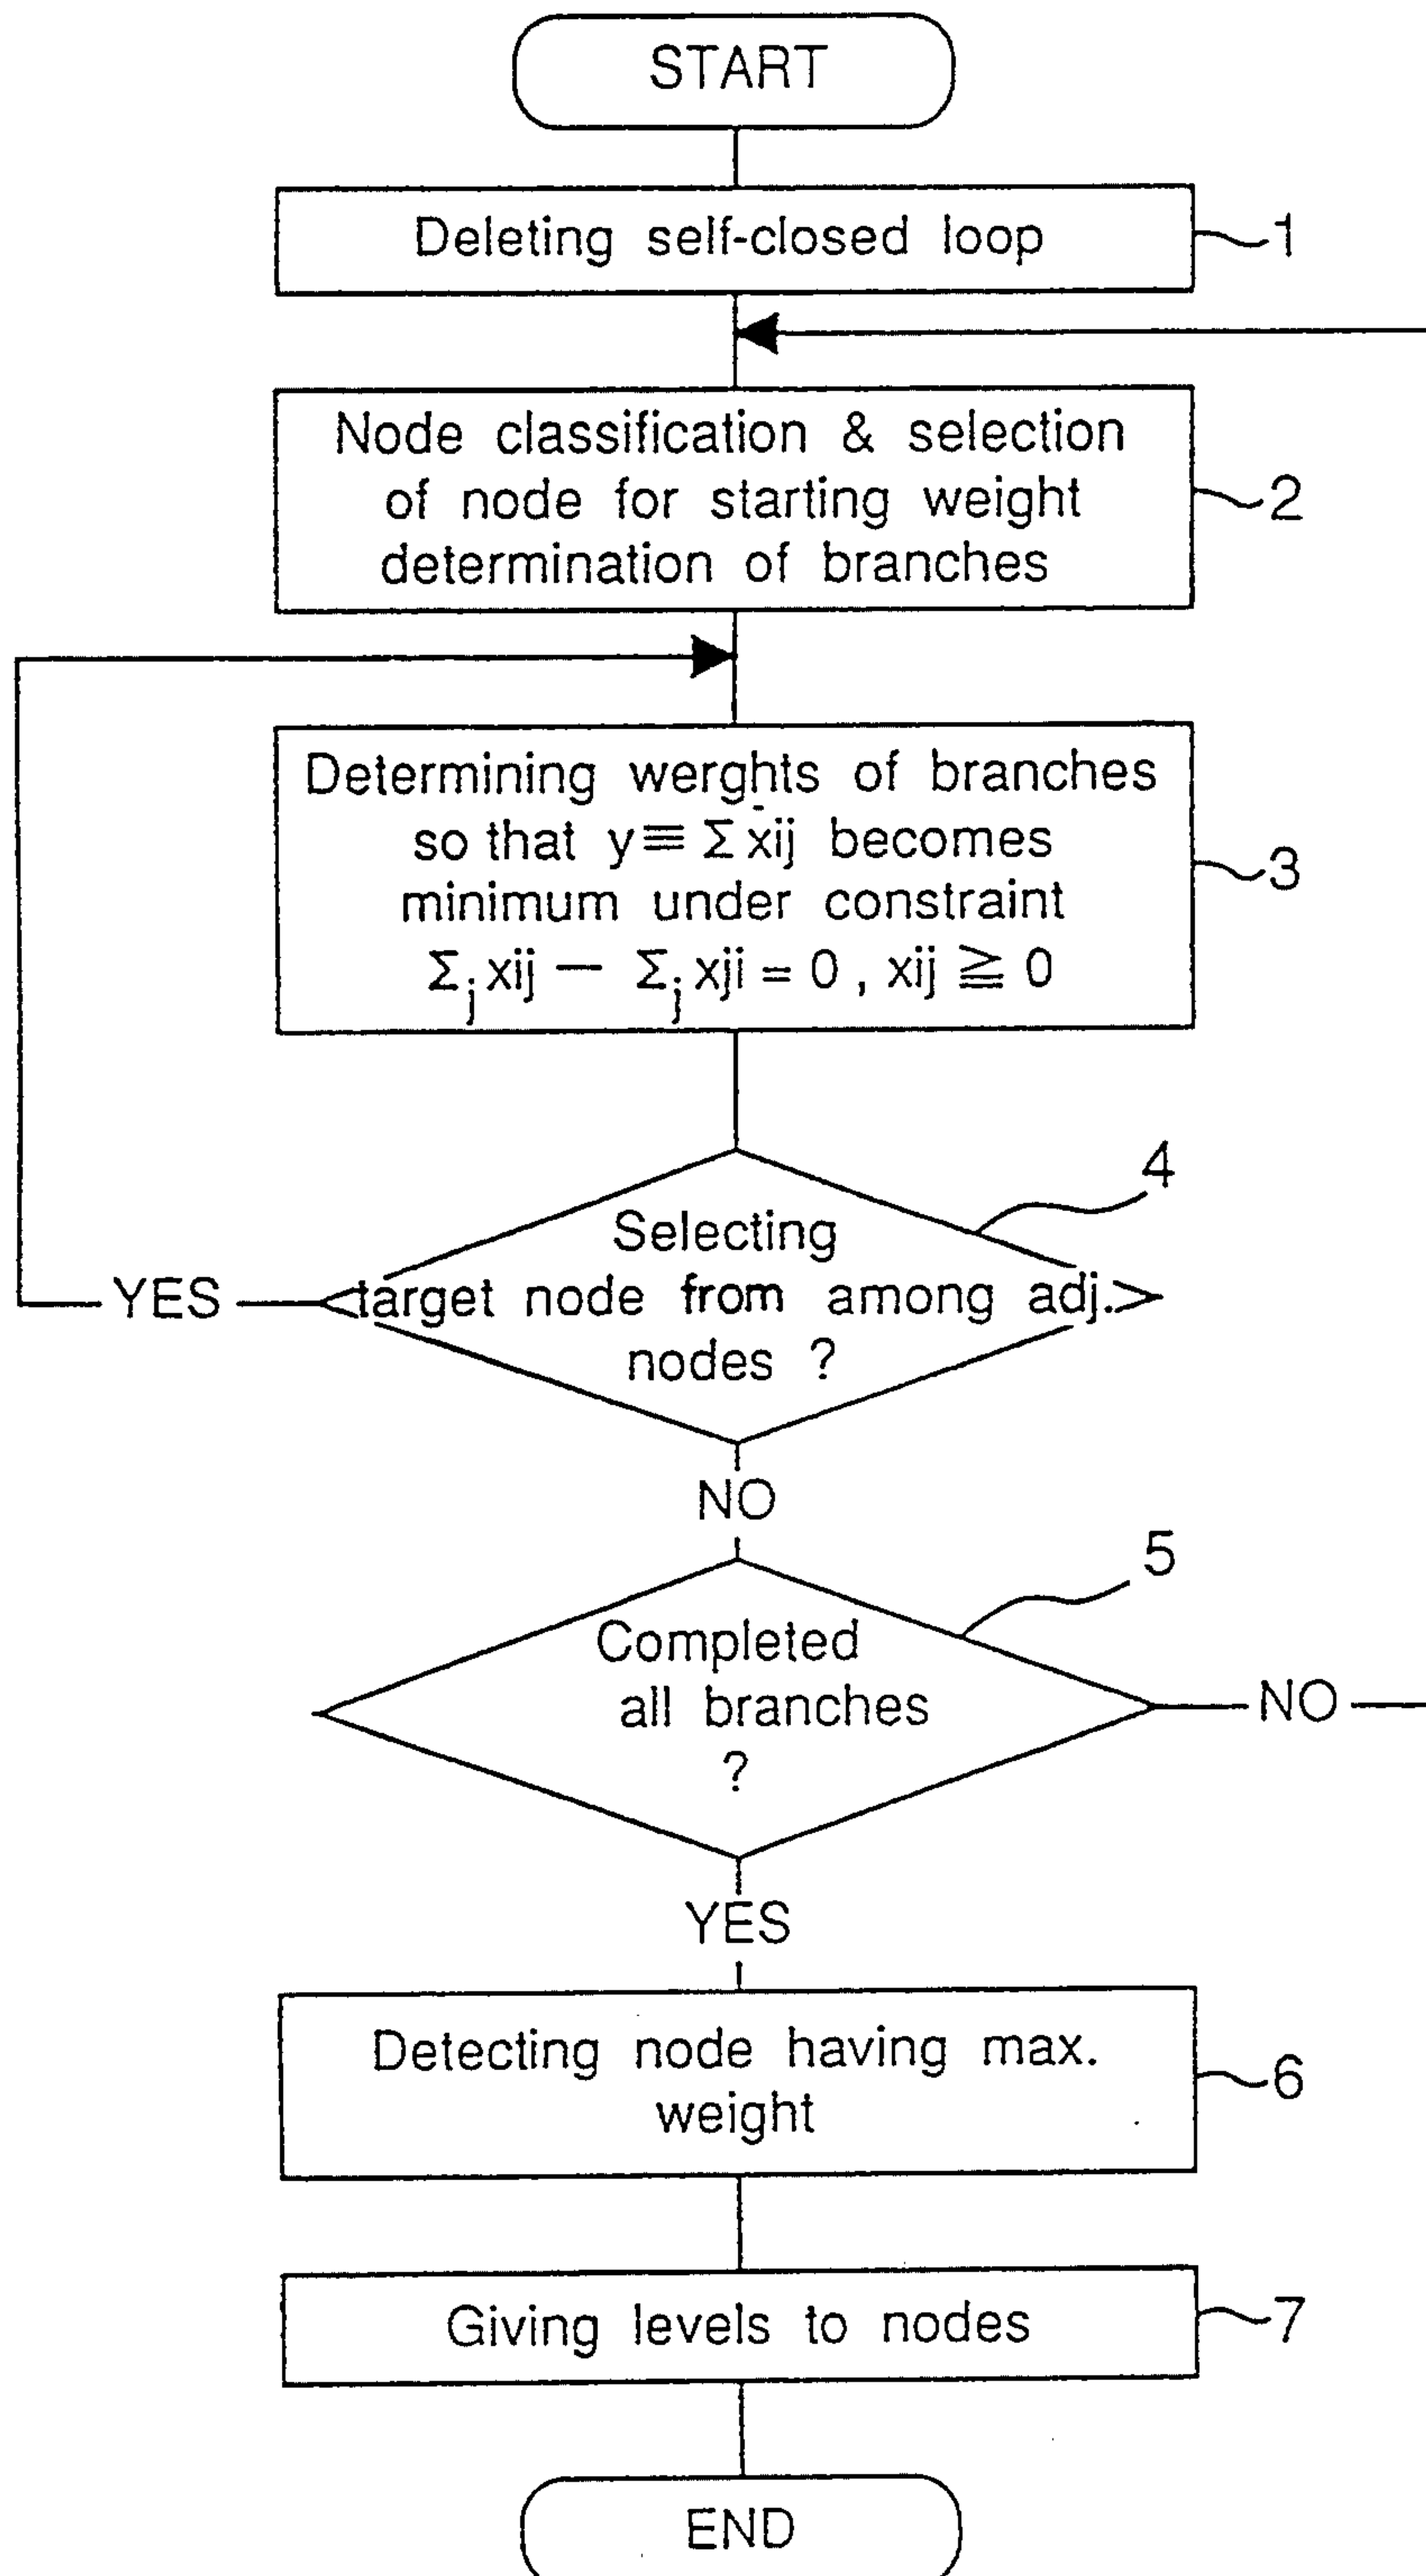 START
Deleting self-closed loop
1
Node classification & selection
of node for starting weight
determination of branches
2
Determining werghts of branches
so that y≡ Σ xij becomes
minimum under constraint
Σj xij — Σj xji = 0 , xij ≧ 0
3
4
Selecting
target node from among adj.
nodes ?
YES
NO
5
Completed
all branches
?
NO
YES
Detecting node having max.
weight
6
Giving levels to nodes
7
END